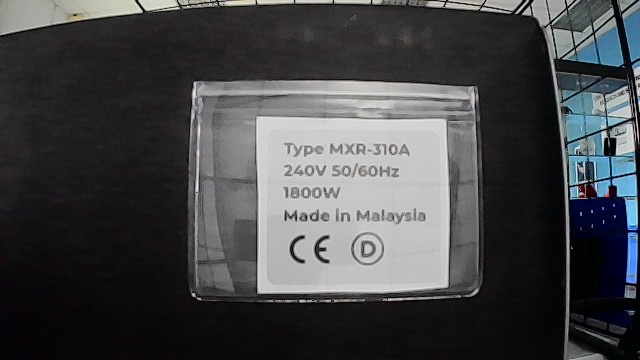 Type MXR-310A
240V 50/60Hz
1800W
Made in Malaysia
CE D